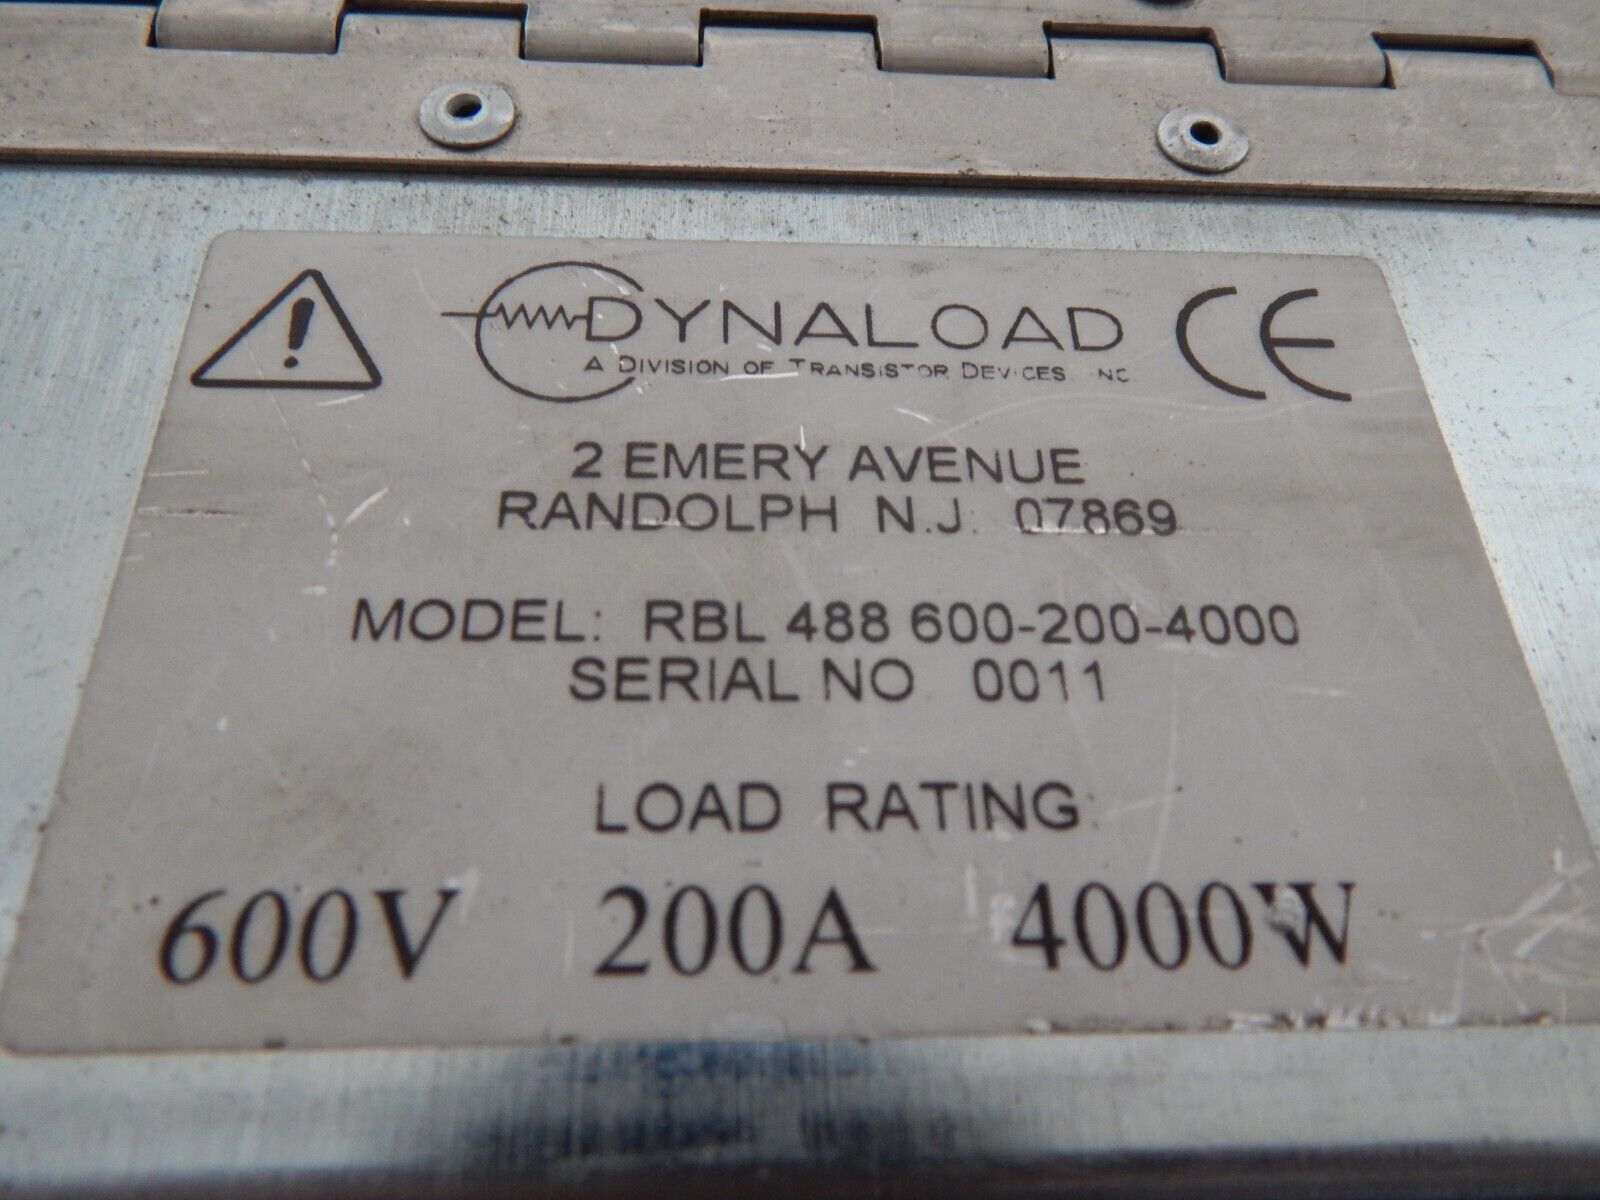 DYNALOAD CE
A DIVISION OF TRANSISTOR DEVICES, INC.
2 EMERY AVENUE
RANDOLPH N.J. 07869
MODEL: RBL 488 600-200-4000
SERIAL NO 0011
LOAD RATING:
600V 200A 4000W